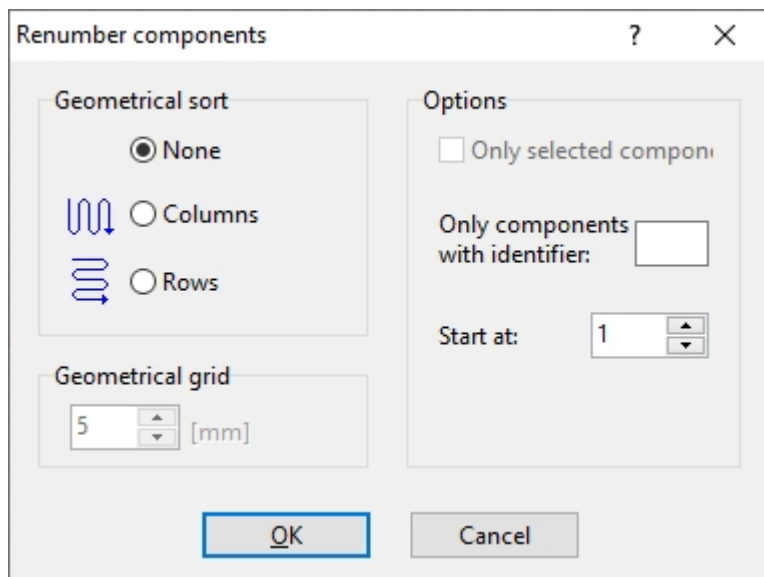 Renumber components ?
Geometrical sort
None
Columns
Rows
Geometrical grid
5 [mm]
Options
Only selected
Only components
with identifier:
Start at: 1
OK Cancel